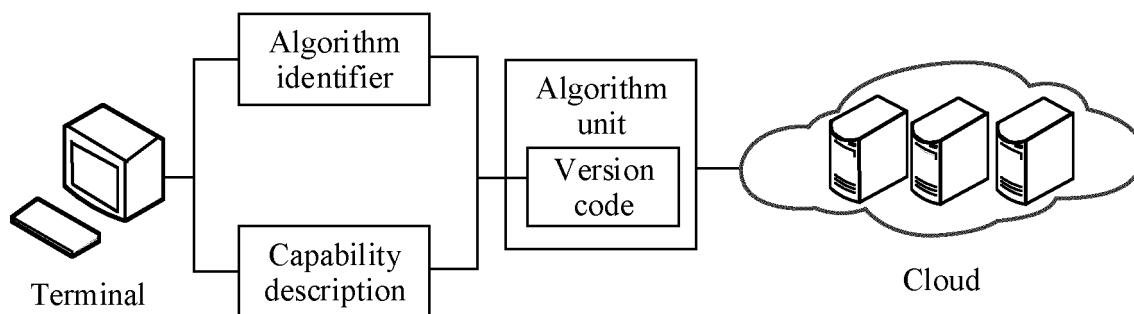 Algorithm
identifier
Algorithm
unit
Version
code
Capability
description
Terminal
Cloud